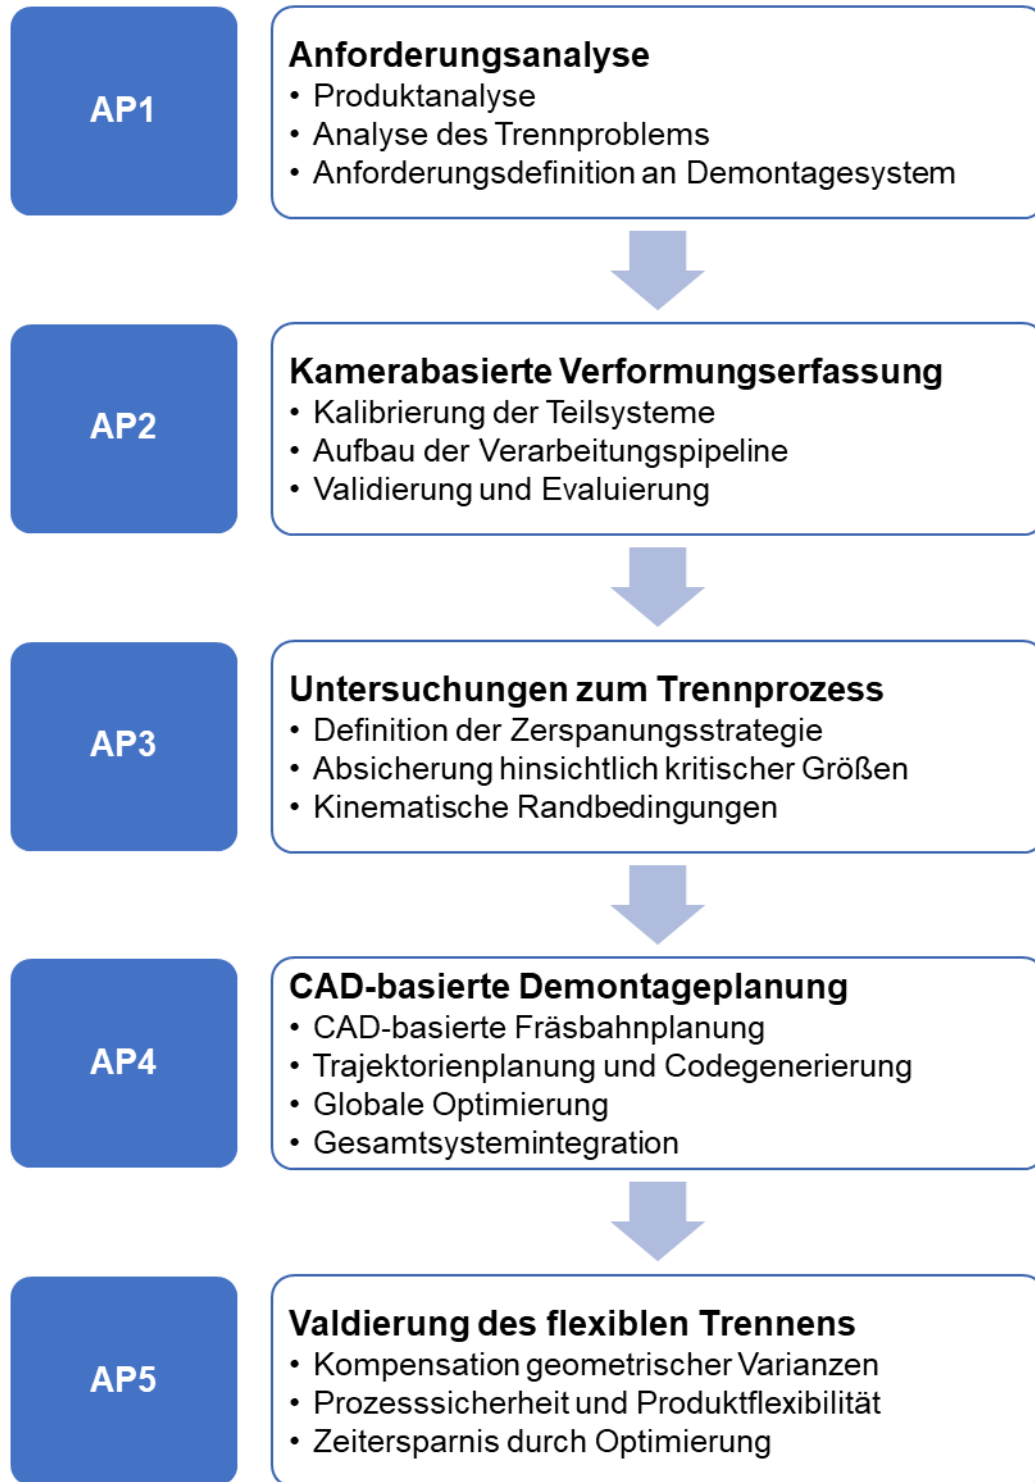 AP1
Anforderungsanalyse
• Produktanalyse
• Analyse des Trennproblems
• Anforderungsdefinition an Demontagesystem
AP2
Kamerabasierte Verformungserfassung
• Kalibrierung der Teilsysteme
• Aufbau der Verarbeitungspipeline
• Validierung und Evaluierung
AP3
Untersuchungen zum Trennprozess
• Definition der Zerspanungsstrategie
• Absicherung hinsichtlich kritischer Größen
• Kinematische Randbedingungen
AP4
CAD-basierte Demontageplanung
• CAD-basierte Fräsbahnplanung
• Trajektorienplanung und Codegenerierung
• Globale Optimierung
• Gesamtsystemintegration
AP5
Valdierung des flexiblen Trennens
• Kompensation geometrischer Varianzen
• Prozesssicherheit und Produktflexibilität
• Zeitersparnis durch Optimierung